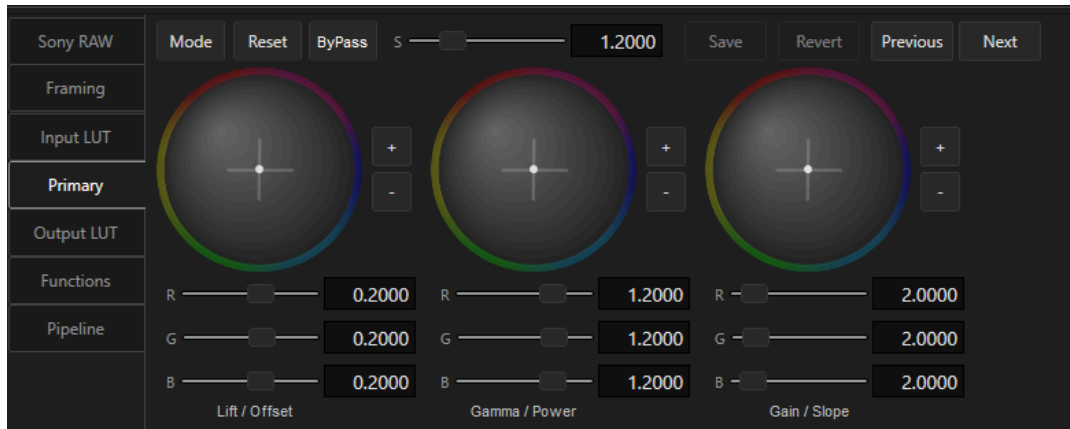 Sony RAW
Framing
Input LUT
Primary
Output LUT
Functions
Pipeline
Mode Reset ByPass S 1.2000 Save Revert Previous Next
+ + +
- - -
R 0.2000 R 1.2000 R 2.0000
G 0.2000 G 1.2000 G 2.0000
B 0.2000 B 1.2000 B 2.0000
Lift / Offset Gamma / Power Gain / Slope